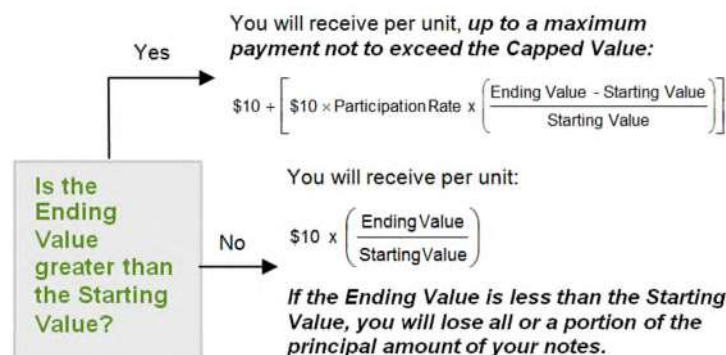 You will receive per unit, up to a maximum
payment not to exceed the Capped Value:
Yes
$10 + [ $10 × Participation Rate x ( Ending Value - Starting Value
Starting Value ) ]
Is the
Ending
Value
greater than
the Starting
Value?
No
You will receive per unit:
$10 x ( Ending Value
Starting Value )
If the Ending Value is less than the Starting
Value, you will lose all or a portion of the
principal amount of your notes.